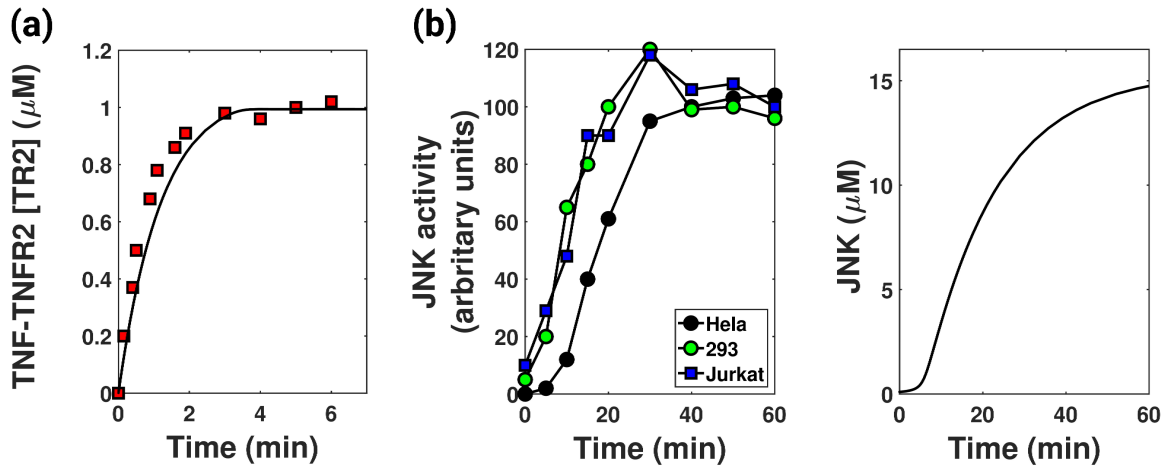 (a)
TNF-TNFR2 [TR2] (μM)
1.2
1
0.8
0.6
0.4
0.2
0
0 2 4 6
Time (min)
(b)
JNK activity
(arbritary units)
120
100
80
60
40
20
0
Hela
293
Jurkat
0 20 40 60
Time (min)
JNK (μM)
15
10
5
0
0 20 40 60
Time (min)